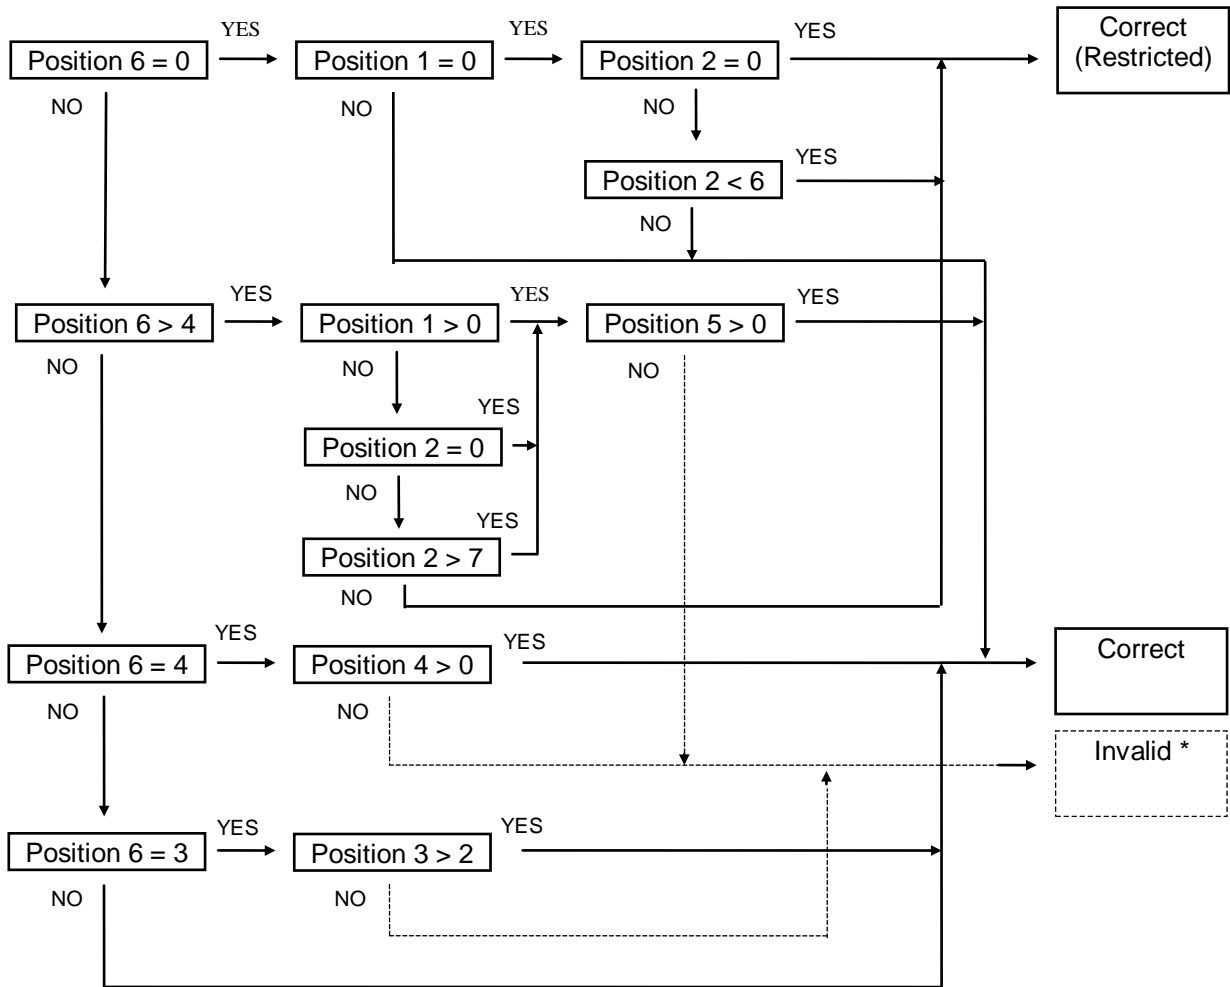 YES
YES
YES
Position 6 = 0
Position 1 = 0
Position 2 = 0
Correct
(Restricted)
NO
NO
NO
YES
Position 2 < 6
NO
YES
YES
YES
Position 6 > 4
Position 1 > 0
Position 5 > 0
NO
NO
NO
YES
Position 2 = 0
NO
YES
Position 2 > 7
NO
YES
YES
Position 6 = 4
Position 4 > 0
Correct
NO
NO
Invalid *
YES
YES
Position 6 = 3
Position 3 > 2
NO
NO